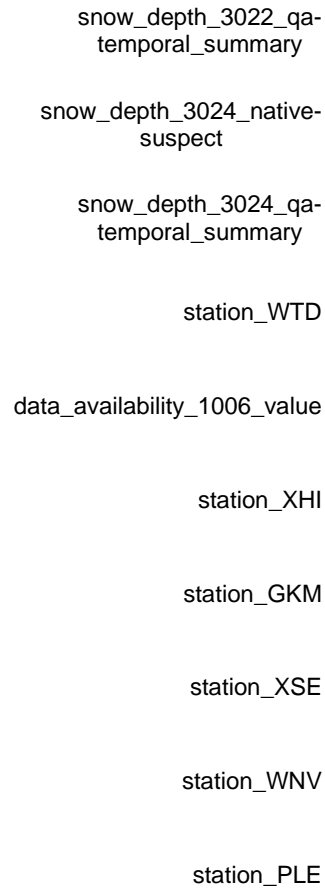 snow_depth_3022_qa-
temporal_summary
snow_depth_3024_native-
suspect
snow_depth_3024_qa-
temporal_summary
station_WTD
data_availability_1006_value
station_XHI
station_GKM
station_XSE
station_WNV
station_PLE